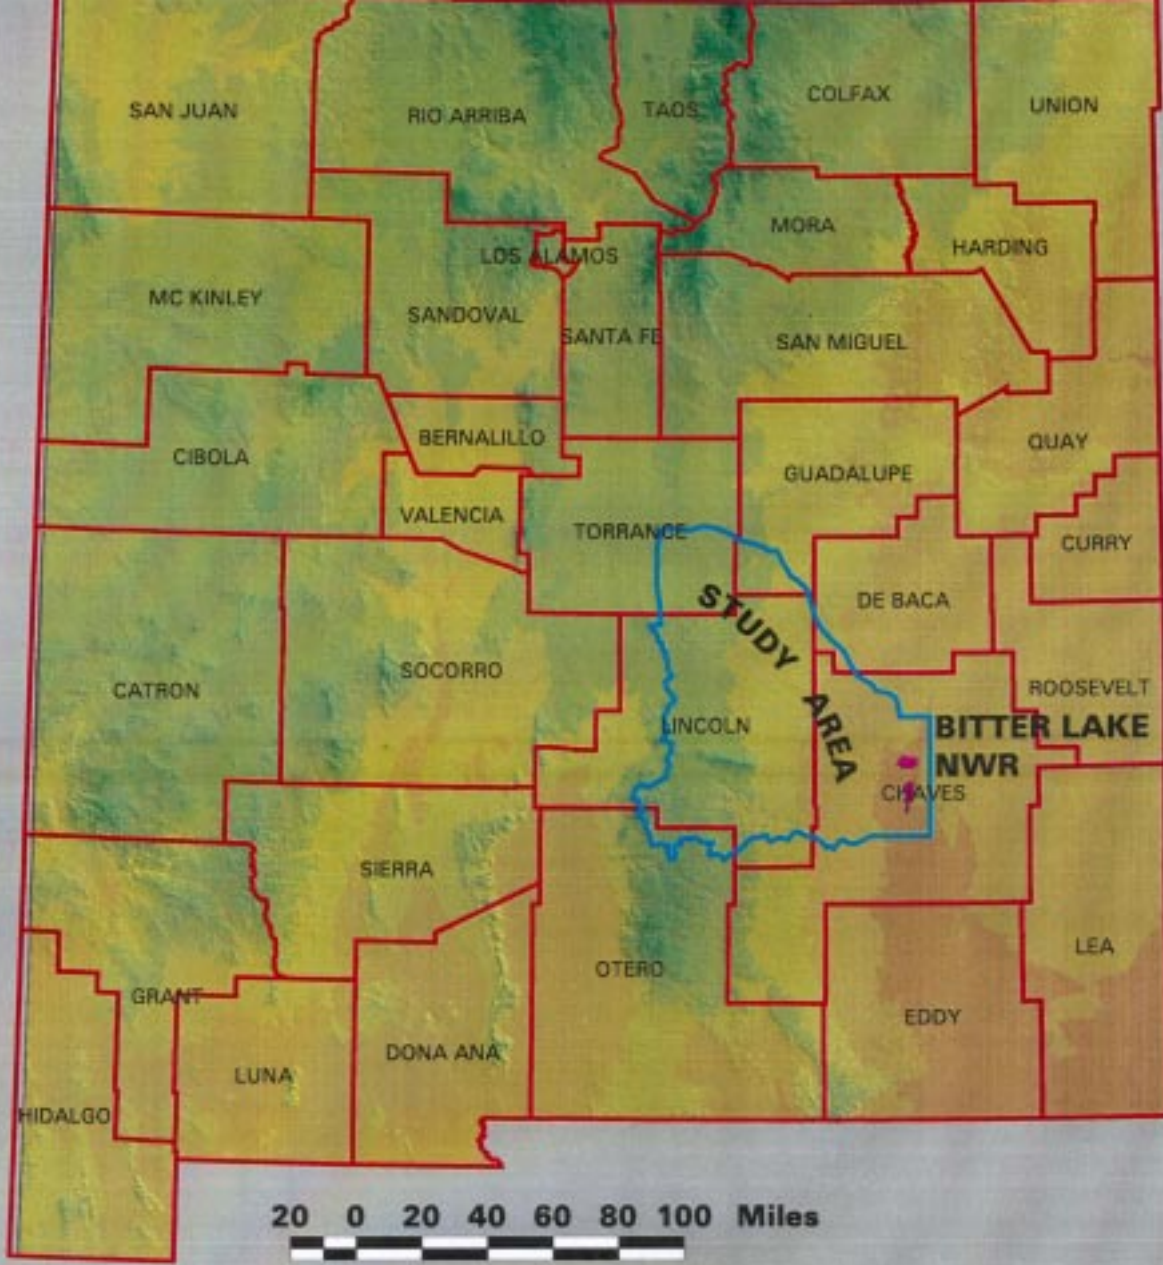 SAN JUAN
RIO ARRIBA
TAOS
COLFAX
UNION
MORA
HARDING
LOS ALAMOS
MC KINLEY
SANDOVAL
SANTA FE
SAN MIGUEL
CIBOLA
BERNALILLO
GUADALUPE
QUAY
VALENCIA
TORRANCE
CURRY
DE BACA
STUDY AREA
CATRON
SOCORRO
LINCOLN
ROOSEVELT
BITTER LAKE
NWR
CHAVES
SIERRA
OTERO
LEA
GRANT
EDDY
LUNA
DONA ANA
HIDALGO
20 0 20 40 60 80 100 Miles